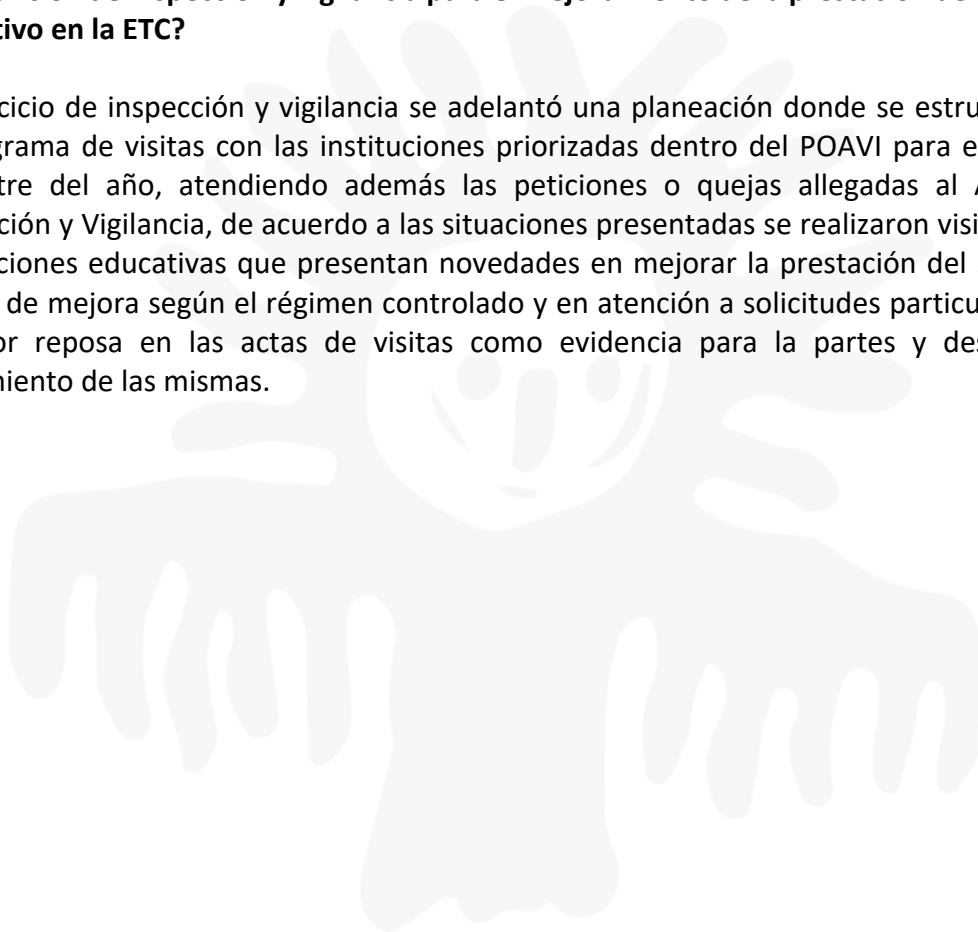 tivo en la ETC?
cicio de inspección y vigilancia se adelantó una planeación donde se estru
grama de visitas con las instituciones priorizadas dentro del POAVI para e
tre del año, atendiendo además las peticiones o quejas allegadas al A
ción y Vigilancia, de acuerdo a las situaciones presentadas se realizaron visi
ciones educativas que presentan novedades en mejorar la prestación del
de mejora según el régimen controlado y en atención a solicitudes particu
or reposa en las actas de visitas como evidencia para la partes y des
miento de las mismas.